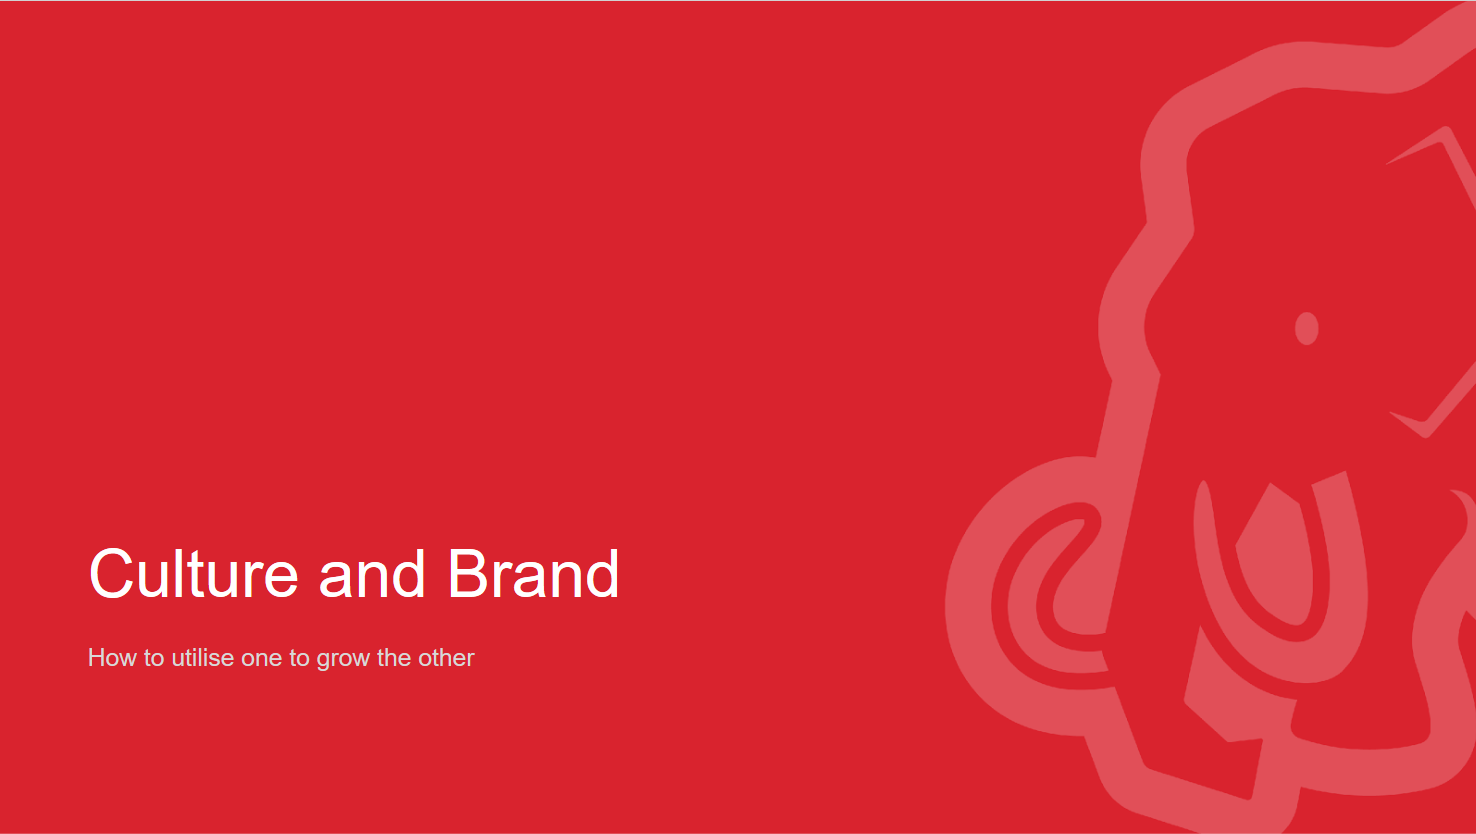 Culture and Brand
How to utilise one to grow the other